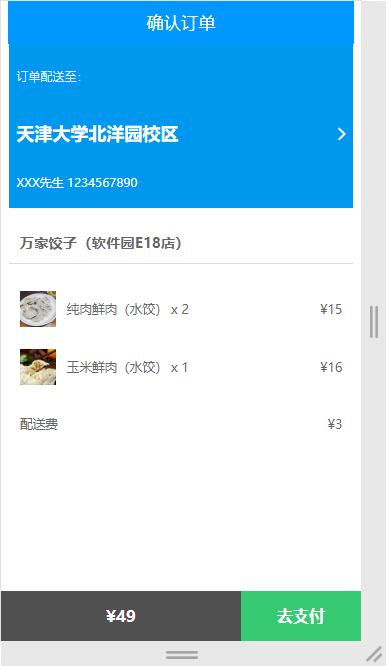 确认订单
订单配送至：
天津大学北洋园校区
XXX先生 1234567890
万家饺子（软件园E18店）
纯肉鲜肉（水饺） x 2 ¥15
玉米鲜肉（水饺） x 1 ¥16
配送费 ¥3
¥49 去支付